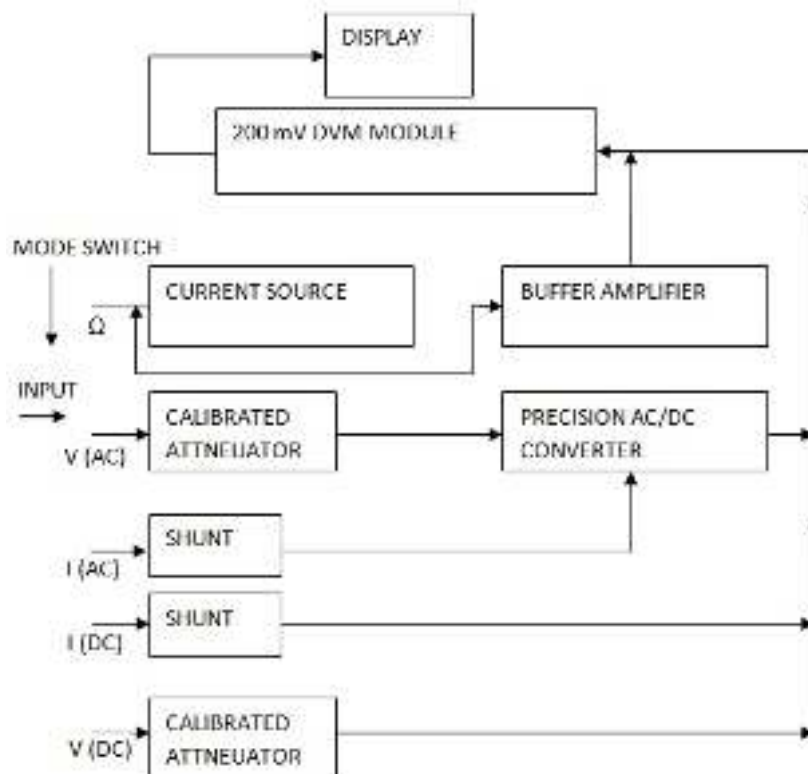 DISPLAY
200 mV DVM MODULE
MODE SWITCH
CURRENT SOURCE
BUFFER AMPLIFIER
Ω
INPUT
CALIBRATED
ATTNEUATOR
PRECISION AC/DC
CONVERTER
V (AC)
SHUNT
I (AC)
SHUNT
I (DC)
CALIBRATED
ATTNEUATOR
V (DC)